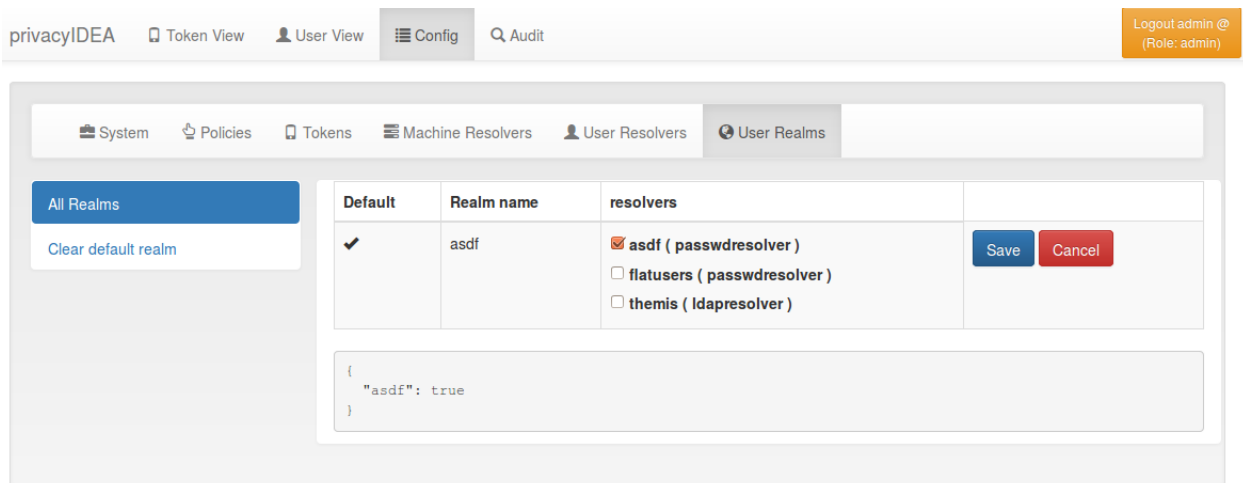 privacyIDEA Token View User View Config Audit Logout admin @
(Role: admin)
System Policies Tokens Machine Resolvers User Resolvers User Realms
All Realms
Clear default realm
Default Realm name resolvers
asdf asdf ( passwdresolver ) Save Cancel
flatusers ( passwdresolver )
themis ( ldapresolver )
{
"asdf": true
}